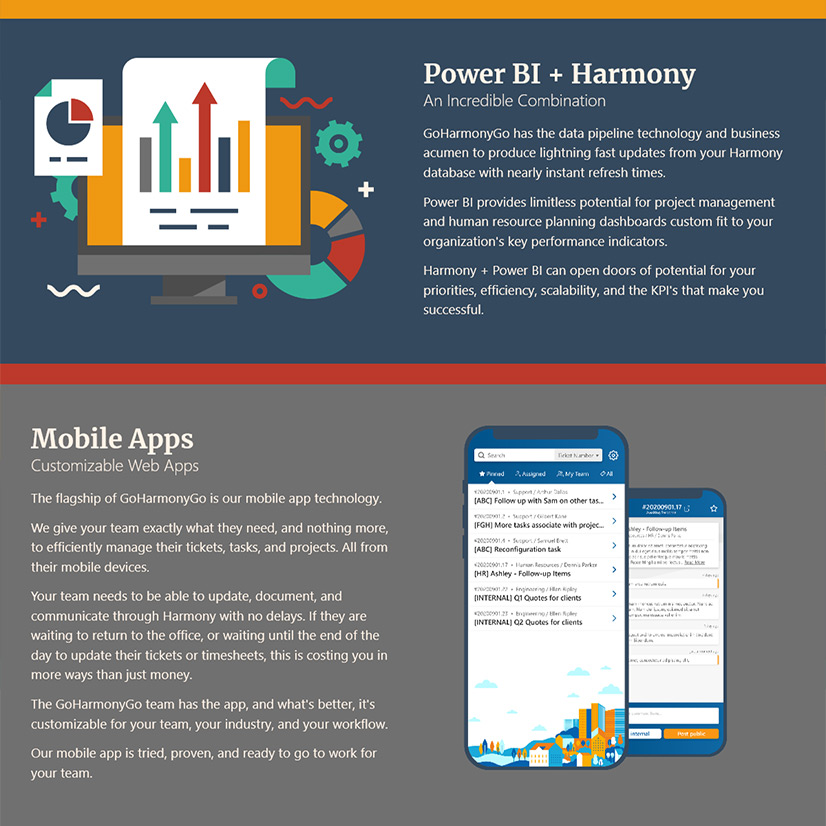 Power BI + Harmony
An Incredible Combination
GoHarmonyGo has the data pipeline technology and business
acumen to produce lightning fast updates from your Harmony
database with nearly instant refresh times.
Power BI provides limitless potential for project management
and human resource planning dashboards custom fit to your
organization's key performance indicators.
Harmony + Power BI can open doors of potential for your
priorities, efficiency, scalability, and the KPI's that make you
successful.
Mobile Apps
Customizable Web Apps
The flagship of GoHarmonyGo is our mobile app technology.
We give your team exactly what they need, and nothing more,
to efficiently manage their tickets, tasks, and projects. All from
their mobile devices.
Your team needs to be able to update, document, and
communicate through Harmony with no delays. If they are
waiting to return to the office, or waiting until the end of the
day to update their tickets or timesheets, this is costing you in
more ways than just money.
The GoHarmonyGo team has the app, and what's better, it's
customizable for your team, your industry, and your workflow.
Our mobile app is tried, proven, and ready to go to work for
your team.
Search Ticket Number
Pinned Assigned My Team All
#20200901.1 • Support / Arthur Dallas
[ABC] Follow up with Sam on other tas...
#20200901.2 • Support / Gilbert Kane
[FGH] More tasks associate with projec...
#20200901.4 • Support / Samuel Brett
[ABC] Reconfiguration task
#20200901.17 • Human Resources / Dennis Parker
[HR] Ashley - Follow-up Items
#20200901.22 • Engineering / Ellen Ripley
[INTERNAL] Q1 Quotes for clients
#20200901.23 • Engineering / Ellen Ripley
[INTERNAL] Q2 Quotes for clients
#20200901.17
- Follow-up Items
Read More
internal Post public